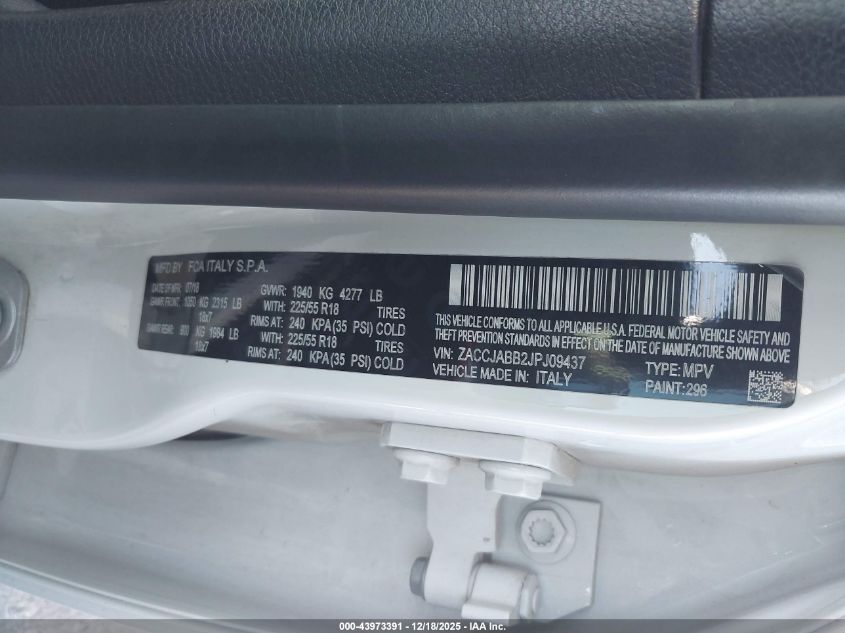 MFD BY FCA ITALY S.P.A.
DATE OF MFR: 07/18 GVWR: 1940 KG 4277 LB
GAWR FRONT: 1050 KG 2315 LB WITH: 225/55 R18 TIRES
18x7 RIMS AT: 240 KPA(35 PSI) COLD
GAWR REAR: 900 KG 1984 LB WITH: 225/55 R18 TIRES
18x7 RIMS AT: 240 KPA(35 PSI) COLD
THIS VEHICLE CONFORMS TO ALL APPLICABLE U.S.A. FEDERAL MOTOR VEHICLE SAFETY AND
THEFT PREVENTION STANDARDS IN EFFECT ON THE DATE OF MANUFACTURE SHOWN ABOVE.
VIN: ZACCJABB2JPJ09437 TYPE: MPV
VEHICLE MADE IN: ITALY PAINT: 296
000-43973391 - 12/18/2025 - IAA Inc.